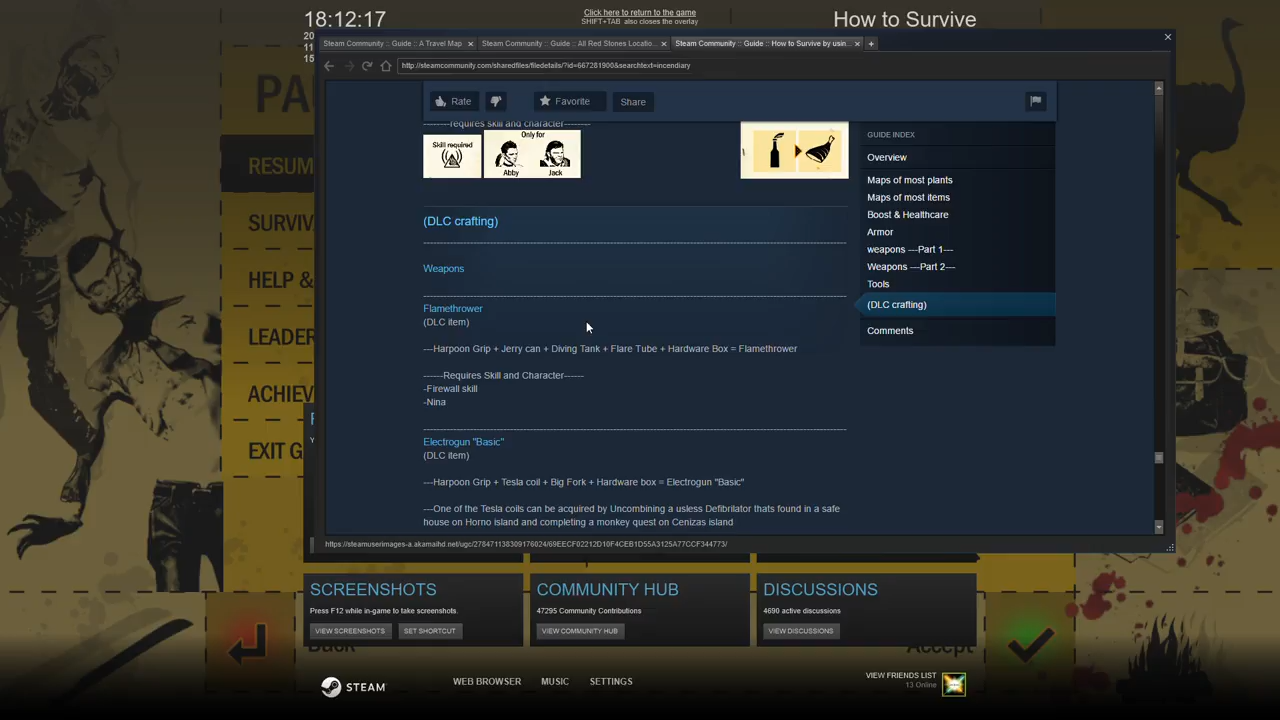 18:12:17
Click here to return to the game
SHIFT+TAB also closes the overlay
How to Survive
Steam Community :: Guide :: A Travel Map
Steam Community :: Guide :: All Red Stones Locatio...
Steam Community :: Guide :: How to Survive by usin...
http://steamcommunity.com/sharedfiles/filedetails/?id=667281900&searchtext=incendiary
Rate
Favorite
Share
--------requires skill and character--------
Skill required
Only for
Abby
Jack
(DLC crafting)
Weapons
Flamethrower
(DLC item)
---Harpoon Grip + Jerry can + Diving Tank + Flare Tube + Hardware Box = Flamethrower
------Requires Skill and Character------
-Firewall skill
-Nina
Electrogun "Basic"
(DLC item)
---Harpoon Grip + Tesla coil + Big Fork + Hardware box = Electrogun "Basic"
---One of the Tesla coils can be acquired by Uncombining a usless Defibrilator thats found in a safe
house on Horno island and completing a monkey quest on Cenizas island
GUIDE INDEX
Overview
Maps of most plants
Maps of most items
Boost & Healthcare
Armor
weapons ---Part 1---
Weapons ---Part 2---
Tools
(DLC crafting)
Comments
https://steamuserimages-a.akamaihd.net/ugc/278471138309176024/69EECF02212D10F4CEB1D55A3125A77CCF344773/
PA
RESUM
SURVIV
HELP &
LEADER
ACHIEV
EXIT G
SCREENSHOTS
Press F12 while in-game to take screenshots.
VIEW SCREENSHOTS
SET SHORTCUT
COMMUNITY HUB
47295 Community Contributions
VIEW COMMUNITY HUB
DISCUSSIONS
4690 active discussions
VIEW DISCUSSIONS
Back
Accept
STEAM
WEB BROWSER
MUSIC
SETTINGS
VIEW FRIENDS LIST
13 Online